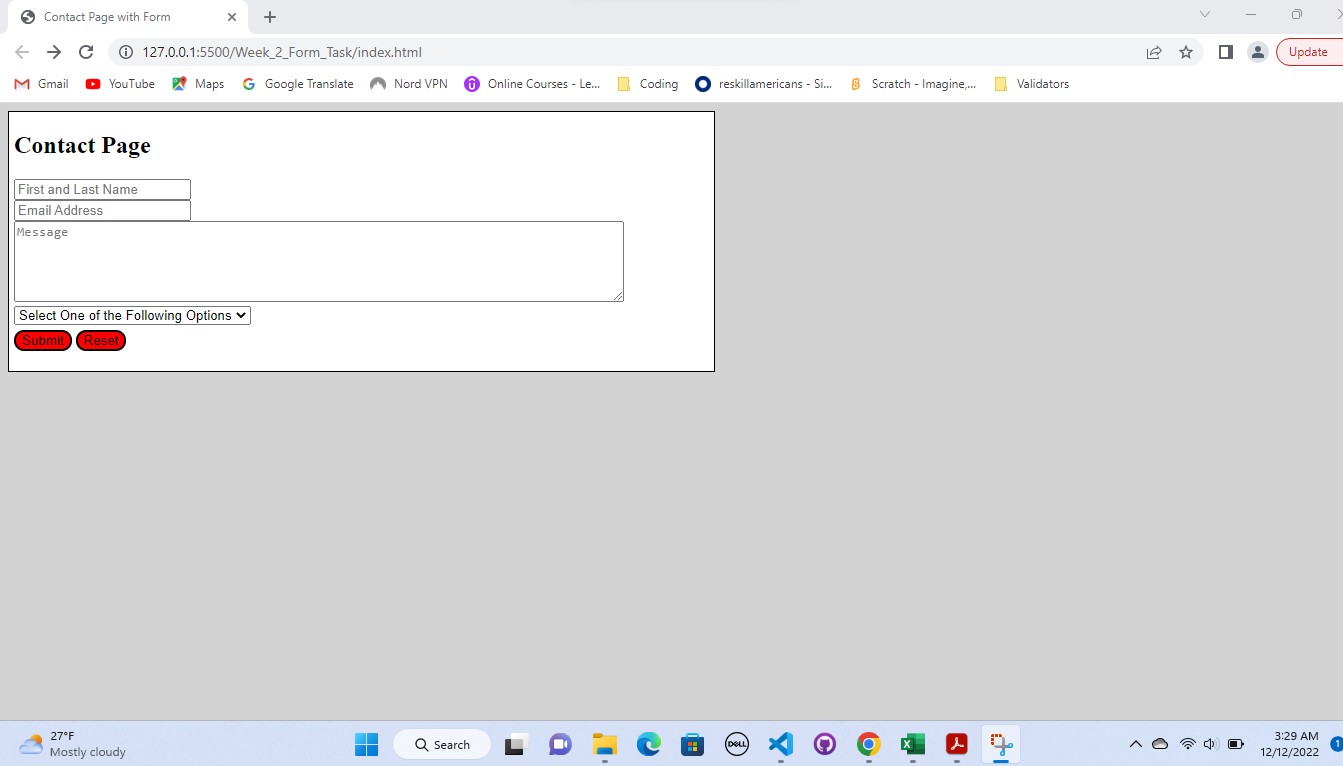 Contact Page with Form
127.0.0.1:5500/Week_2_Form_Task/index.html
Update
Gmail YouTube Maps Google Translate Nord VPN Online Courses - Le... Coding reskillamericans - Si... Scratch - Imagine,... Validators
Contact Page
First and Last Name
Email Address
Message
Select One of the Following Options
Submit Reset
27°F
Mostly cloudy
Search
DELL
3:29 AM
12/12/2022
1